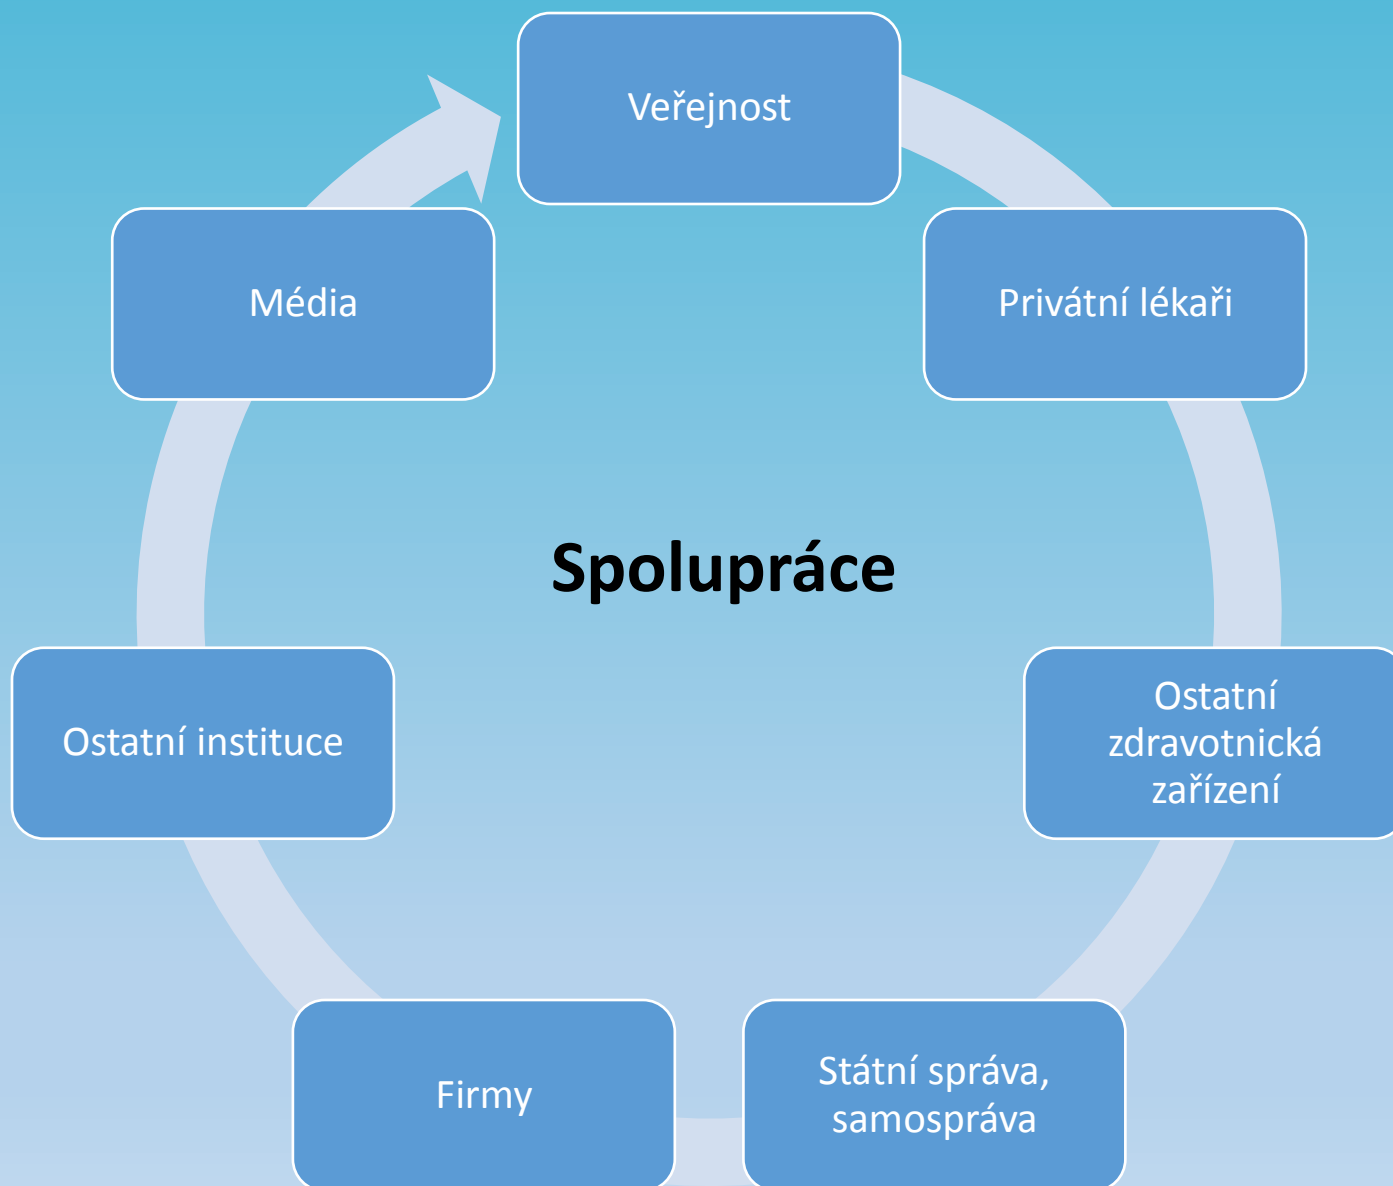 Veřejnost
Privátní lékaři
Ostatní
zdravotnická
zařízení
Státní správa,
samospráva
Firmy
Ostatní instituce
Média
Spolupráce